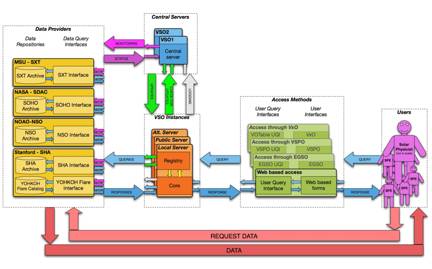 Data Providers
Data
Repositories
Data Query
Interfaces
MSU - SXT
SXT Archive
SXT Interface
NASA - SDAC
SOHO
Archive
SOHO Interface
NOAO-NSO
NSO
Archive
NSO Interface
Stanford - SHA
SHA
Archive
SHA Interface
YOHKOH
Flare Catalog
YOHKOH Flare
Interface
Central Servers
VSO2
VSO1
Central
server
MONITORING
STATUS
VSO Instances
Alt. Server
Public Server
Local Server
Registry
Core
QUERIES
RESPONSES
QUERY
RESPONSE
Access Methods
User Query
Interfaces
User
Interfaces
Access through VxO
VOTable UQI
VxO
Access through VSPO
VSPO UQI
VSPO
Access through EGSO
EGSO UQI
EGSO
Web based access
User Query
Interface
Web based
forms
QUERY
RESPONSE
Users
Solar
Physicist
REQUEST DATA
DATA